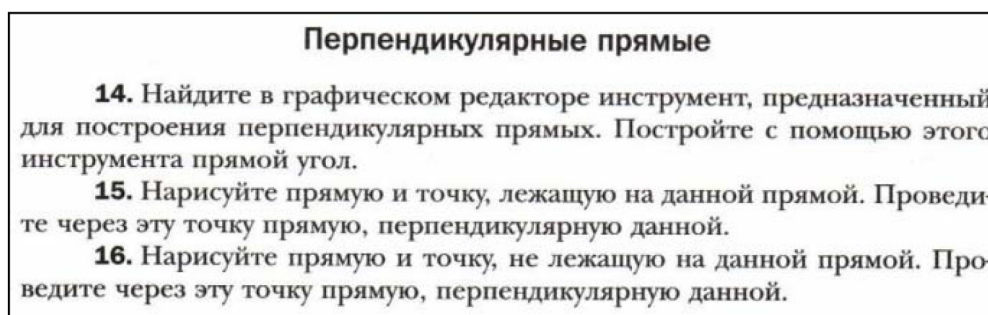 Перпендикулярные прямые
14. Найдите в графическом редакторе инструмент, предназначенный
для построения перпендикулярных прямых. Постройте с помощью этого
инструмента прямой угол.
15. Нарисуйте прямую и точку, лежащую на данной прямой. Проведи-
те через эту точку прямую, перпендикулярную данной.
16. Нарисуйте прямую и точку, не лежащую на данной прямой. Про-
ведите через эту точку прямую, перпендикулярную данной.